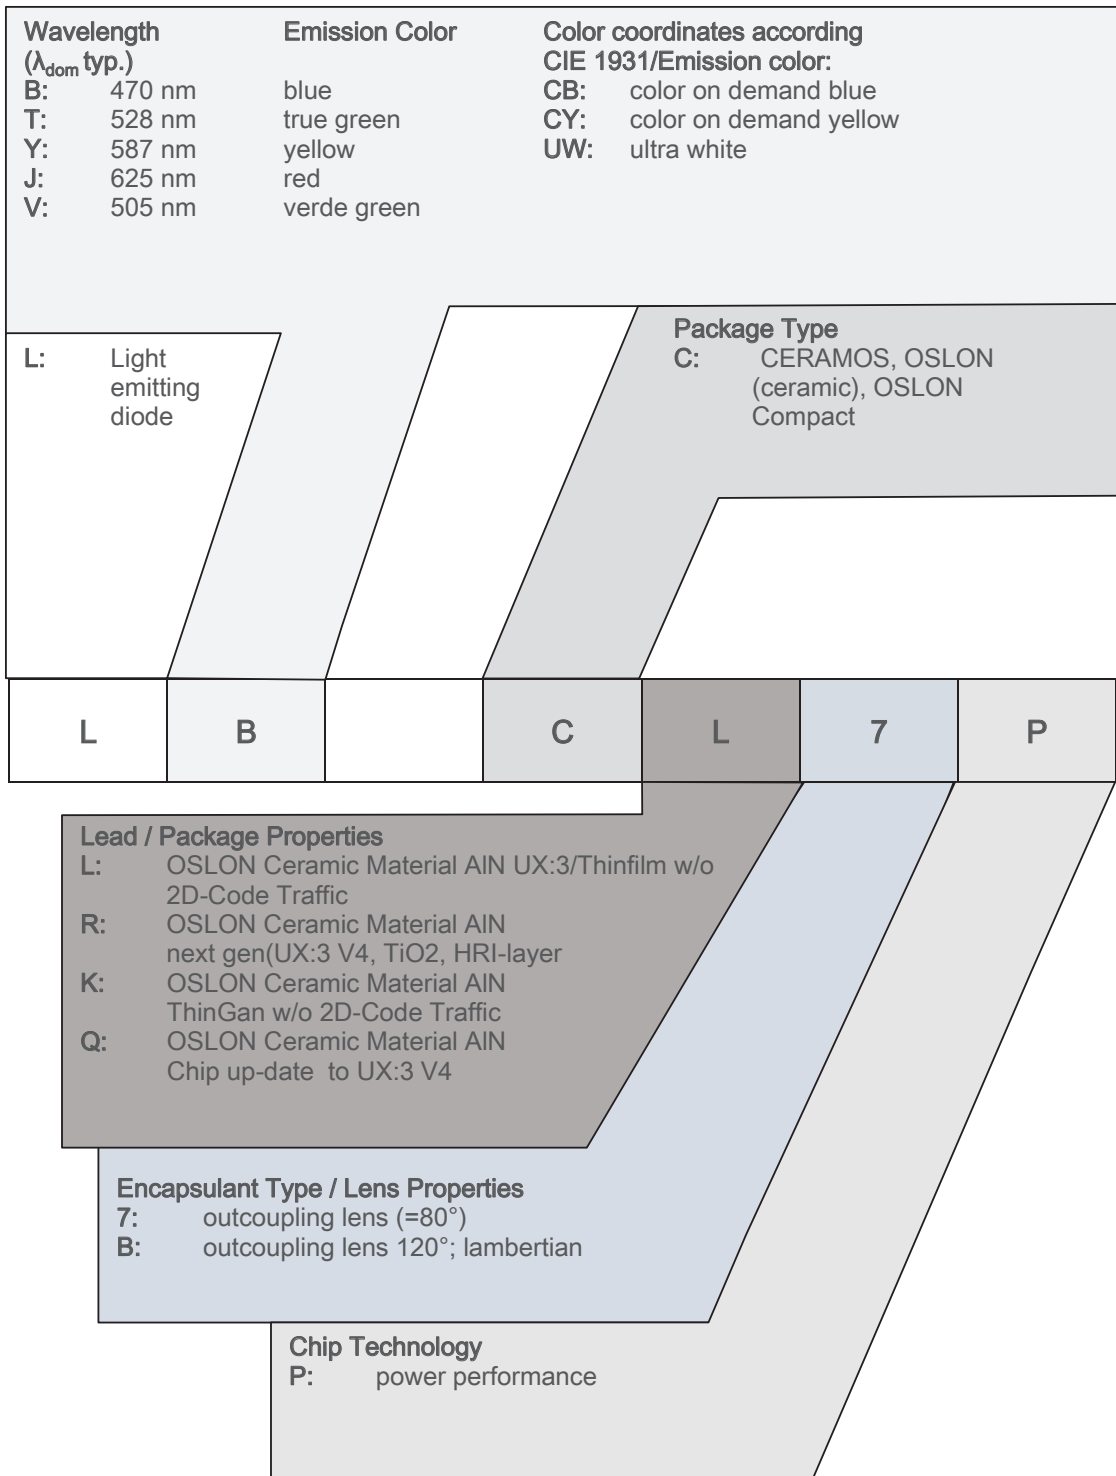 Wavelength Emission Color Color coordinates according
(λdom typ.) CIE 1931/Emission color:
B: 470 nm blue CB: color on demand blue
T: 528 nm true green CY: color on demand yellow
Y: 587 nm yellow UW: ultra white
J: 625 nm red
V: 505 nm verde green
L: Light
emitting
diode
Package Type
C: CERAMOS, OSLON
(ceramic), OSLON
Compact
L B C L 7 P
Lead / Package Properties
L: OSLON Ceramic Material AlN UX:3/Thinfilm w/o
2D-Code Traffic
R: OSLON Ceramic Material AlN
next gen(UX:3 V4, TiO2, HRI-layer
K: OSLON Ceramic Material AlN
ThinGan w/o 2D-Code Traffic
Q: OSLON Ceramic Material AlN
Chip up-date to UX:3 V4
Encapsulant Type / Lens Properties
7: outcoupling lens (=80°)
B: outcoupling lens 120°; lambertian
Chip Technology
P: power performance